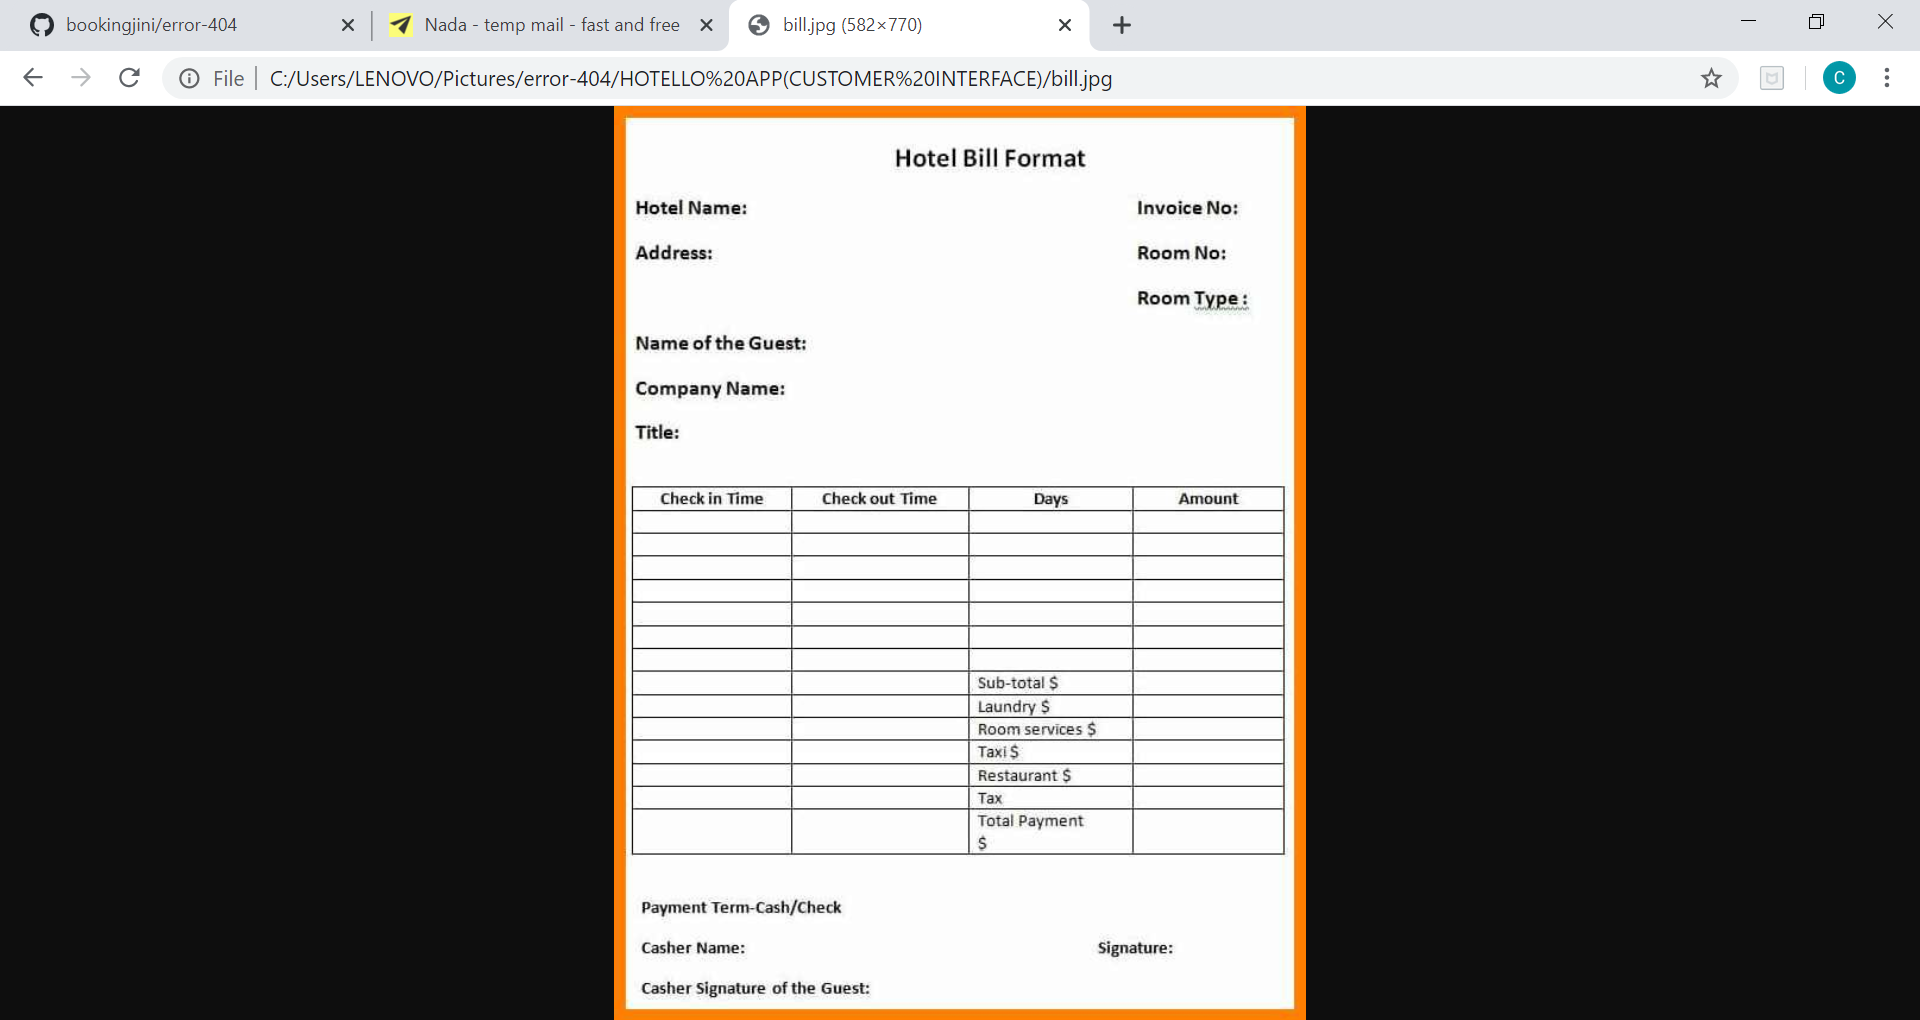 bookingjini/error-404
Nada - temp mail - fast and free
bill.jpg (582×770)
File
C:/Users/LENOVO/Pictures/error-404/HOTELLO%20APP(CUSTOMER%20INTERFACE)/bill.jpg
C
Hotel Bill Format
Hotel Name: Invoice No:
Address: Room No:
Room Type :
Name of the Guest:
Company Name:
Title:
Check in Time Check out Time Days Amount
Sub-total $
Laundry $
Room services $
Taxi $
Restaurant $
Tax
Total Payment
$
Payment Term-Cash/Check
Casher Name: Signature:
Casher Signature of the Guest: